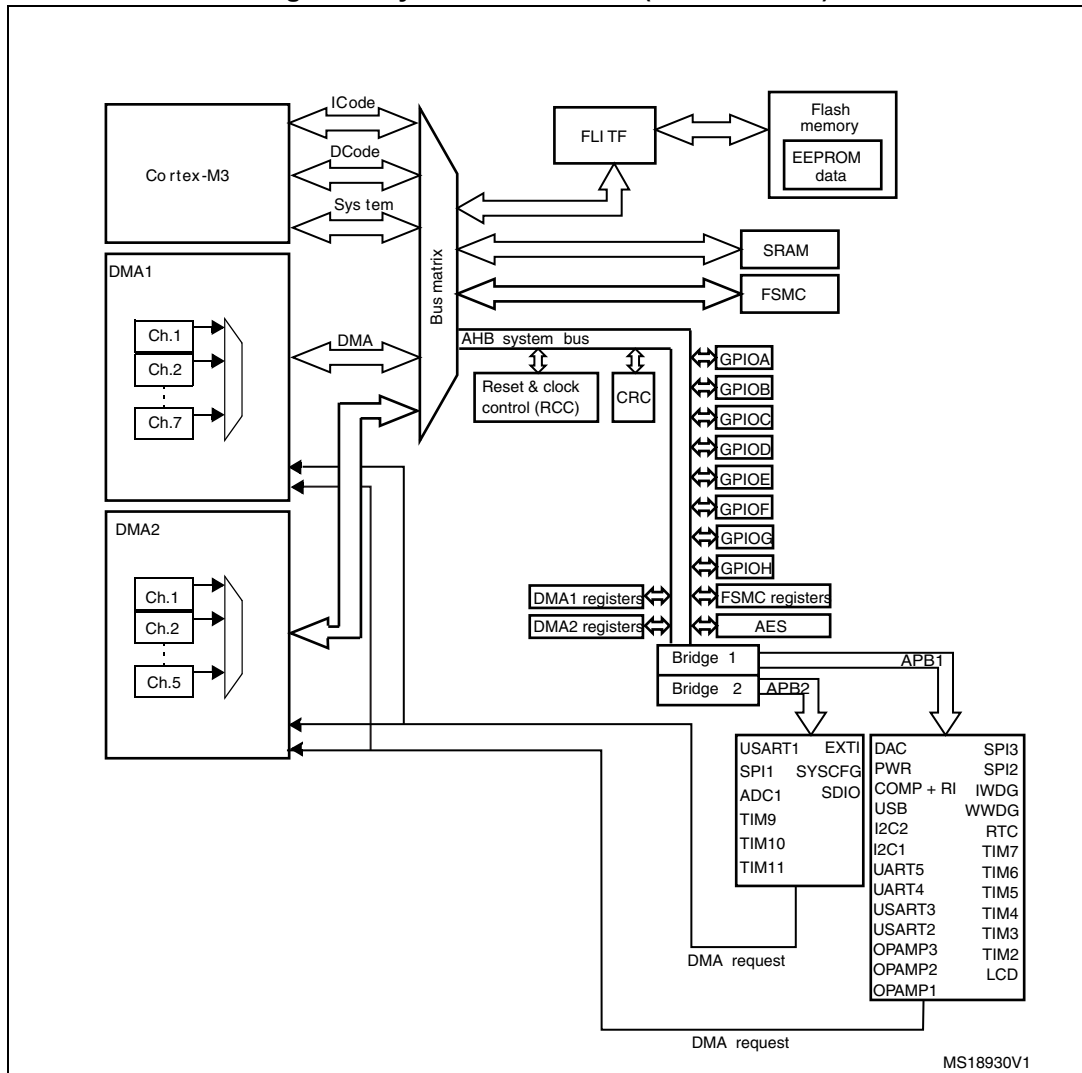 ICode
DCode
Sys tem
Cortex-M3
FLITF
Flash
memory
EEPROM
data
SRAM
FSMC
Bus matrix
DMA1
Ch.1
Ch.2
Ch.7
DMA
AHB system bus
Reset & clock
control (RCC)
CRC
GPIOA
GPIOB
GPIOC
GPIOD
GPIOE
GPIOF
GPIOG
GPIOH
DMA1 registers
FSMC registers
DMA2 registers
AES
DMA2
Ch.1
Ch.2
Ch.5
Bridge 1
APB1
Bridge 2
APB2
USART1 EXTI
SPI1 SYSCFG
ADC1 SDIO
TIM9
TIM10
TIM11
DAC SPI3
PWR SPI2
COMP + RI IWDG
USB WWDG
I2C2 RTC
I2C1 TIM7
UART5 TIM6
UART4 TIM5
USART3 TIM4
USART2 TIM3
OPAMP3 TIM2
OPAMP2 LCD
OPAMP1
DMA request
DMA request
MS18930V1